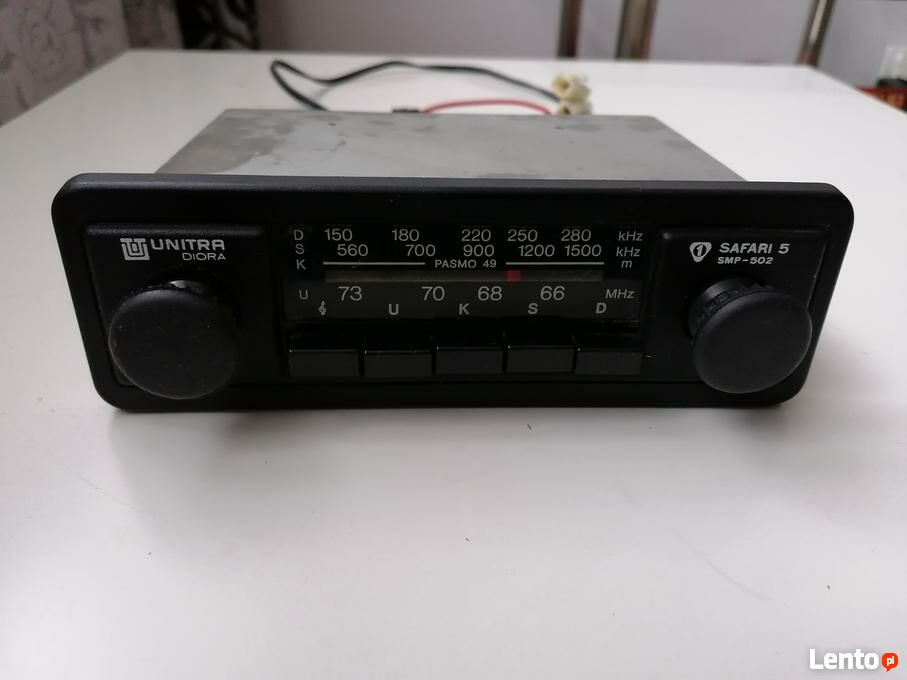 UNITRA
DIORA
D 150 180 220 250 280 kHz
S 560 700 900 1200 1500 kHz
K PASMO 49 m
U 73 70 68 66 MHz
U K S D
1 SAFARI 5
SMP-502
Lento pl